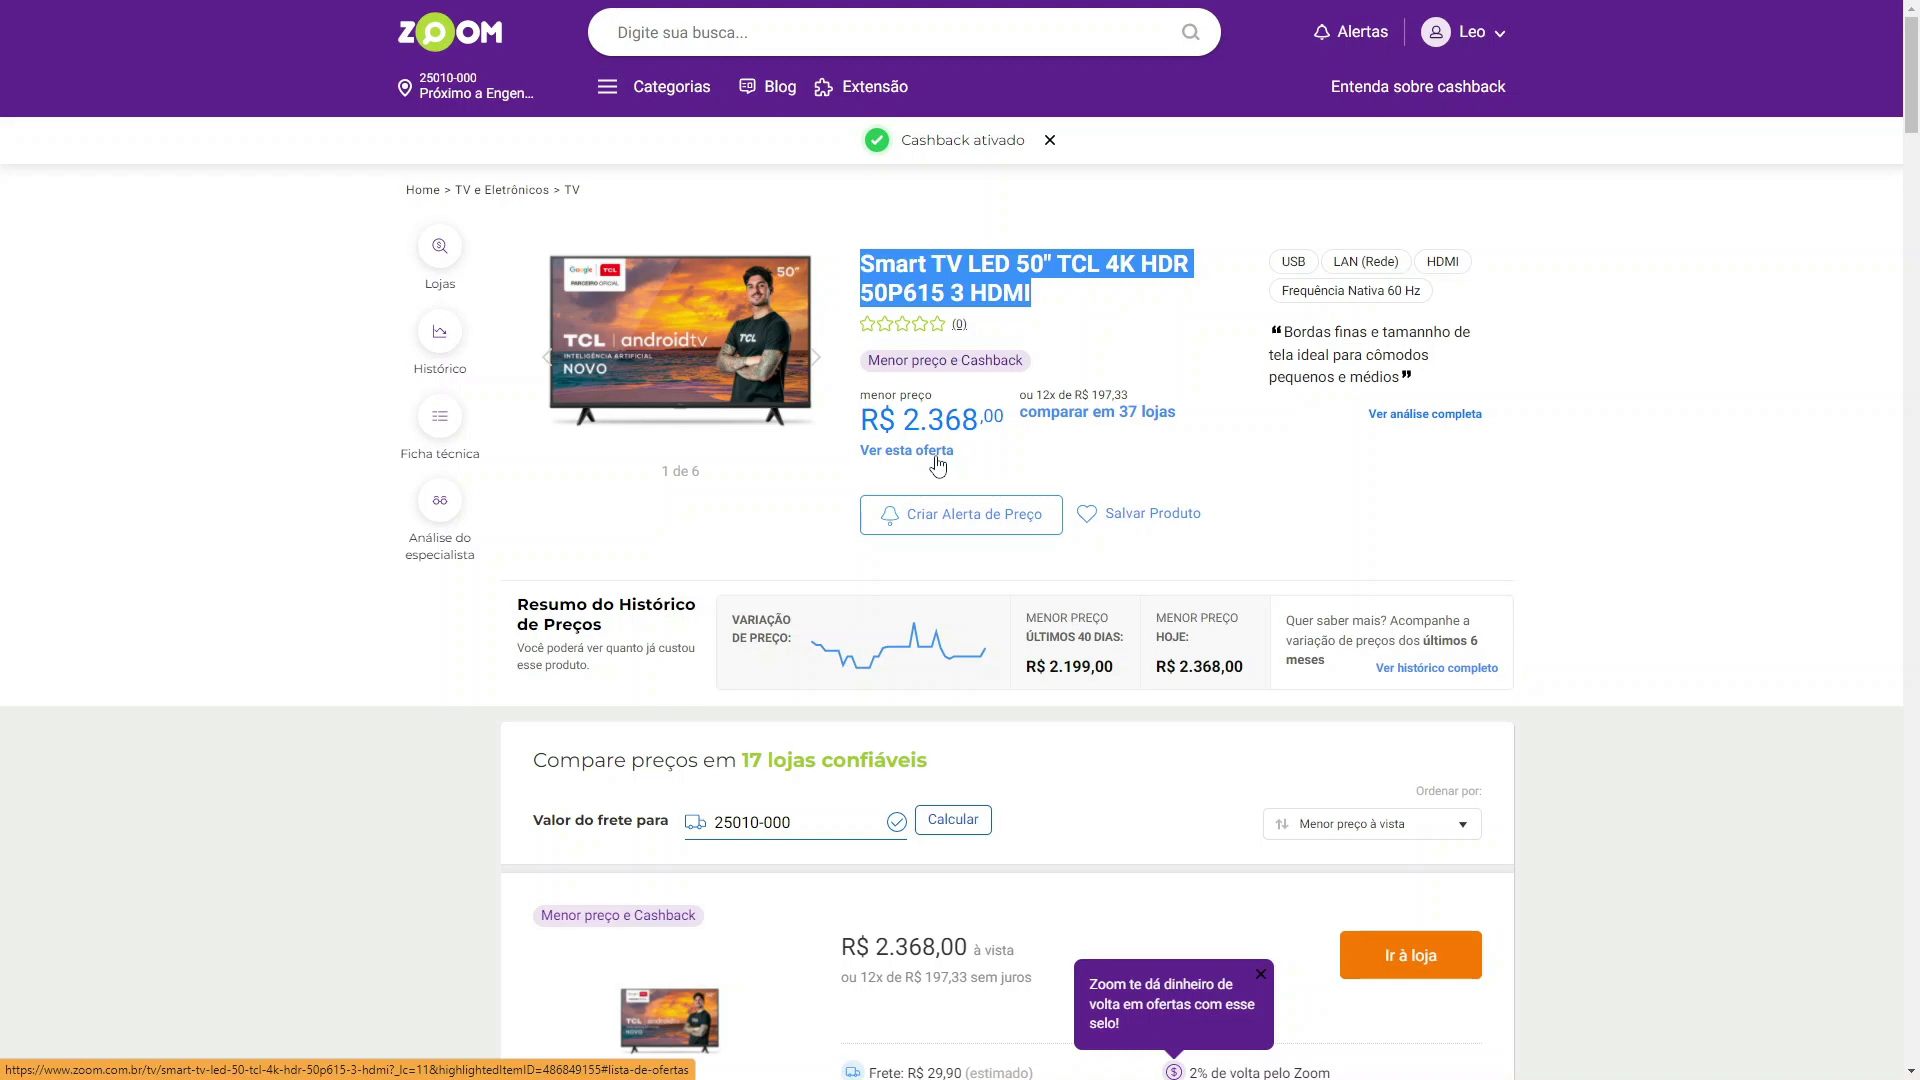 ZOOM
Digite sua busca...
Alertas
Leo
25010-000
Próximo a Engen...
Categorias
Blog
Extensão
Entenda sobre cashback
Cashback ativado
Home > TV e Eletrônicos > TV
Lojas
Histórico
Ficha técnica
Análise do
especialista
Google TCL
PARCEIRO OFICIAL
50"
TCL androidtv
INTELIGÊNCIA ARTIFICIAL
NOVO
TCL
1 de 6
Smart TV LED 50" TCL 4K HDR
50P615 3 HDMI
(0)
Menor preço e Cashback
menor preço
R$ 2.368,00
ou 12x de R$ 197,33
comparar em 37 lojas
Ver esta oferta
Criar Alerta de Preço
Salvar Produto
USB
LAN (Rede)
HDMI
Frequência Nativa 60 Hz
❝Bordas finas e tamannho de
tela ideal para cômodos
pequenos e médios❞
Ver análise completa
Resumo do Histórico
de Preços
Você poderá ver quanto já custou
esse produto.
VARIAÇÃO
DE PREÇO:
MENOR PREÇO
ÚLTIMOS 40 DIAS:
R$ 2.199,00
MENOR PREÇO
HOJE:
R$ 2.368,00
Quer saber mais? Acompanhe a
variação de preços dos últimos 6
meses
Ver histórico completo
Compare preços em 17 lojas confiáveis
Ordenar por:
Valor do frete para
25010-000
Calcular
Menor preço à vista
Menor preço e Cashback
R$ 2.368,00 à vista
ou 12x de R$ 197,33 sem juros
Ir à loja
Zoom te dá dinheiro de
volta em ofertas com esse
selo!
TCL androidtv
NOVO
Frete: R$ 29,90 (estimado)
2% de volta pelo Zoom
https://www.zoom.com.br/tv/smart-tv-led-50-tcl-4k-hdr-50p615-3-hdmi?_lc=11&highlightedItemID=486849155#lista-de-ofertas